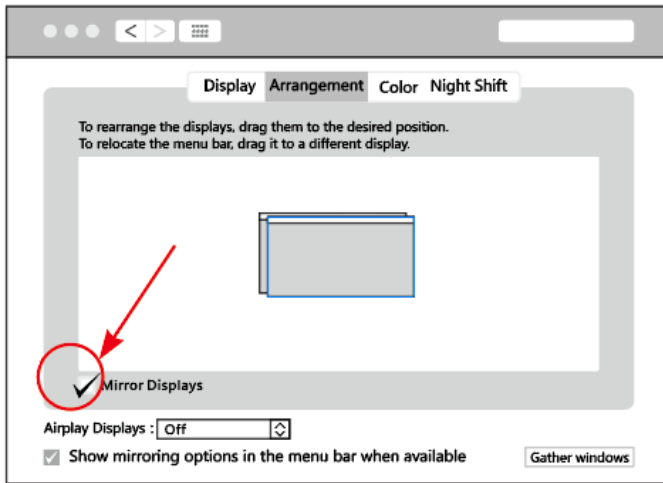 Display Arrangement Color Night Shift
To rearrange the displays, drag them to the desired position.
To relocate the menu bar, drag it to a different display.
Mirror Displays
Airplay Displays : Off
Show mirroring options in the menu bar when available Gather windows